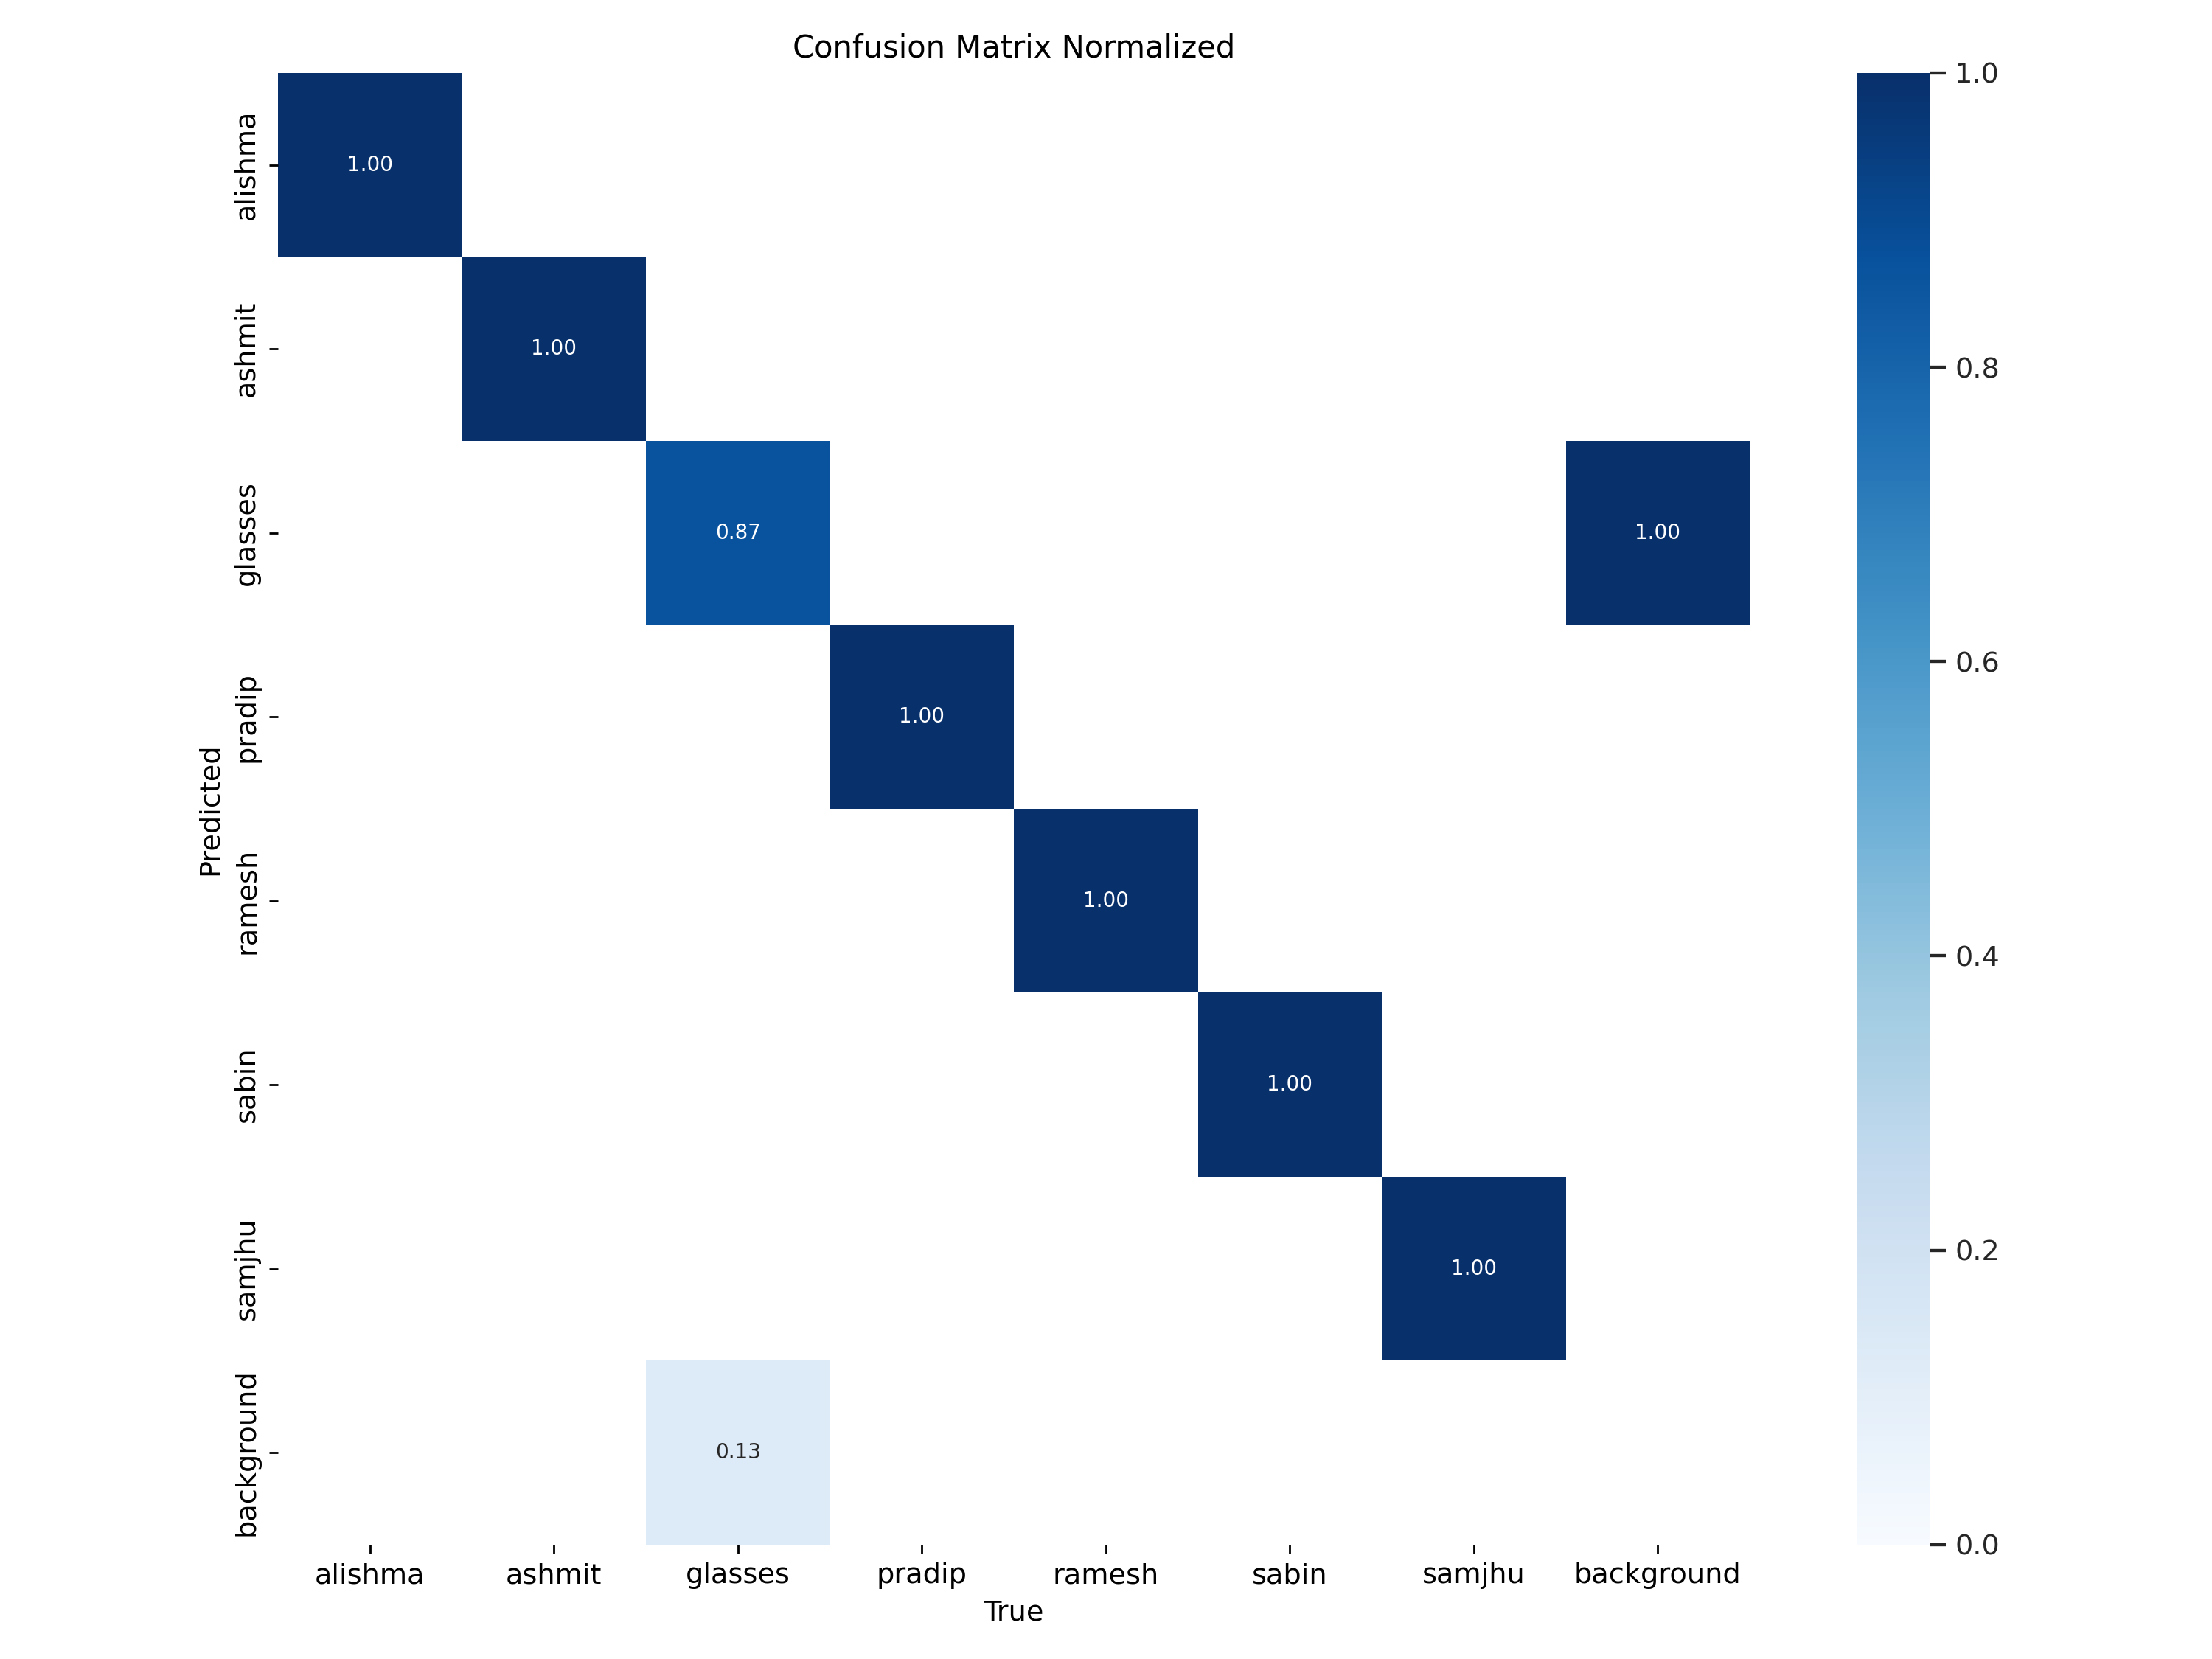 Confusion Matrix Normalized
1.0
alishma
1.00
ashmit
1.00
0.8
glasses
0.87
1.00
0.6
pradip
1.00
Predicted
ramesh
1.00
0.4
sabin
1.00
samjhu
1.00
0.2
background
0.13
0.0
alishma ashmit glasses pradip ramesh sabin samjhu background
True